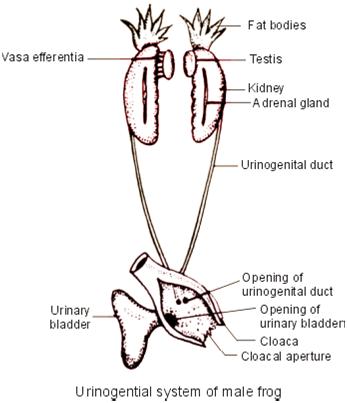 Fat bodies
Vasa efferentia
Testis
Kidney
Adrenal gland
Urinogenital duct
Opening of
urinogenital duct
Opening of
urinary bladder
Urinary
bladder
Cloaca
Cloacal aperture
Urinogential system of male frog